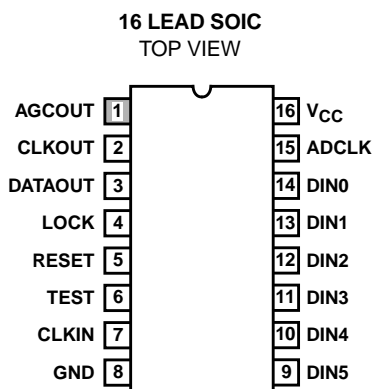 16 LEAD SOIC
TOP VIEW
AGCOUT 1 16 VCC
CLKOUT 2 15 ADCLK
DATAOUT 3 14 DIN0
LOCK 4 13 DIN1
RESET 5 12 DIN2
TEST 6 11 DIN3
CLKIN 7 10 DIN4
GND 8 9 DIN5